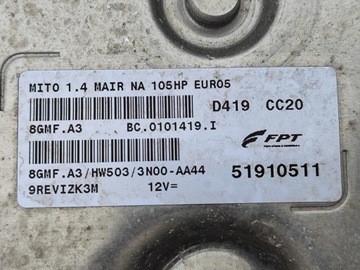 MITO 1.4 MAIR NA 105HP EURO5
D419 CC20
8GMF.A3 BC.0101419.I
FPT
8GMF.A3/HW503/3N00-AA44 51910511
9REVIZK3M 12V=